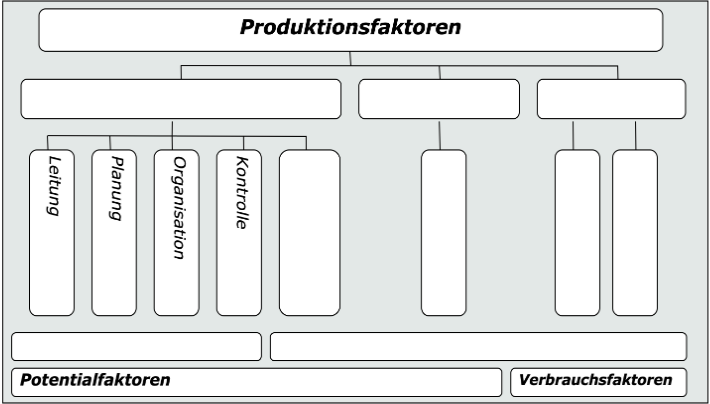 Produktionsfaktoren
Leitung
Planung
Organisation
Kontrolle
Potentialfaktoren
Verbrauchsfaktoren